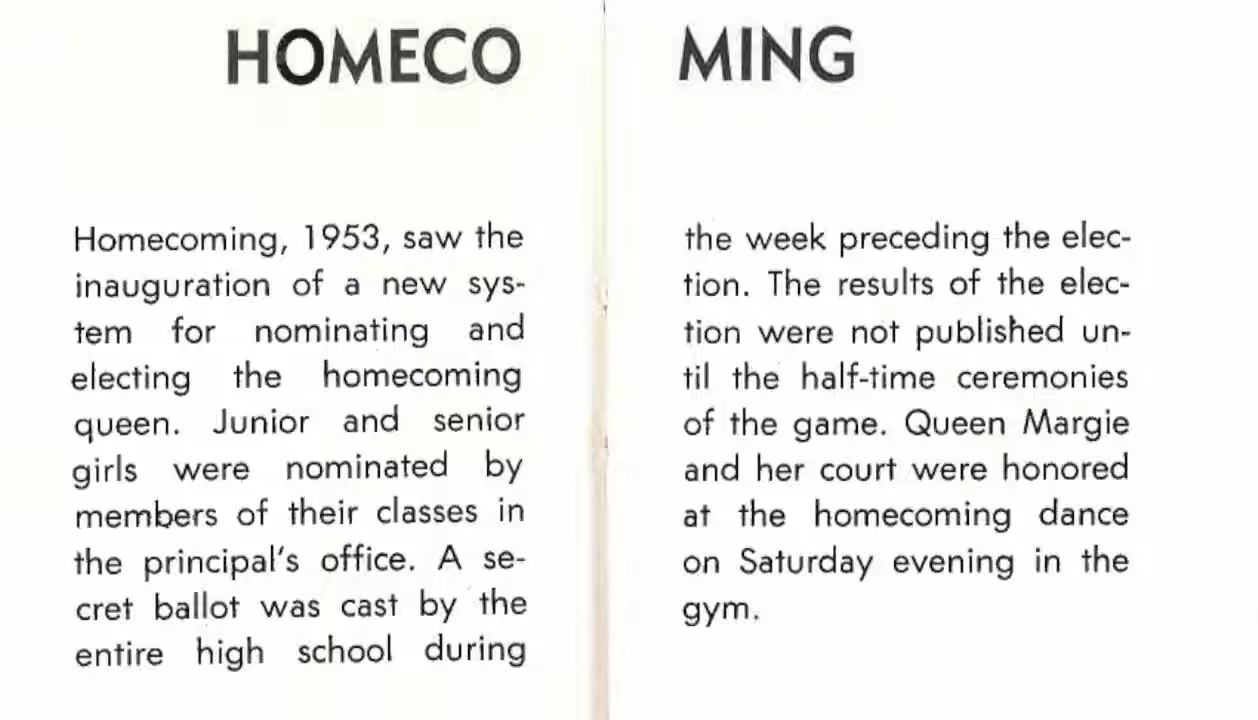 HOMECOMING
Homecoming, 1953, saw the
inauguration of a new sys-
tem for nominating and
electing the homecoming
queen. Junior and senior
girls were nominated by
members of their classes in
the principal's office. A se-
cret ballot was cast by the
entire high school during
the week preceding the elec-
tion. The results of the elec-
tion were not published un-
til the half-time ceremonies
of the game. Queen Margie
and her court were honored
at the homecoming dance
on Saturday evening in the
gym.